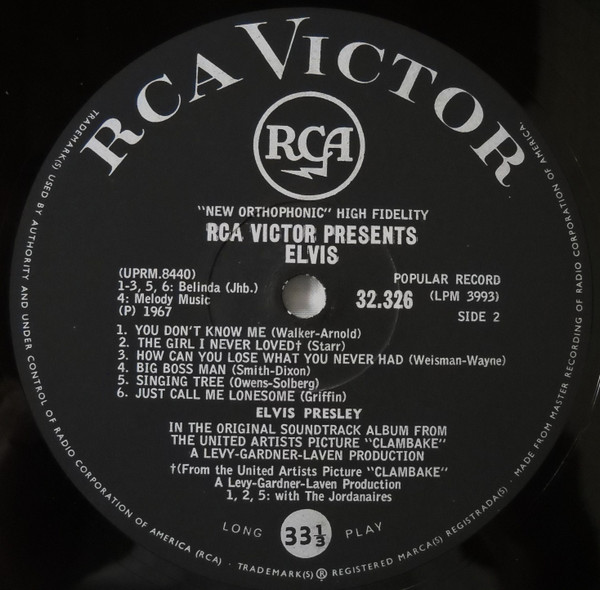 RCA VICTOR
RCA
"NEW ORTHOPHONIC" HIGH FIDELITY
RCA VICTOR PRESENTS
ELVIS
(UPRM.8440)
1-3, 5, 6: Belinda (Jhb.)
4: Melody Music
(P) 1967
POPULAR RECORD
32.326 (LPM 3993)
SIDE 2
1. YOU DON'T KNOW ME (Walker-Arnold)
2. THE GIRL I NEVER LOVED† (Starr)
3. HOW CAN YOU LOSE WHAT YOU NEVER HAD (Weisman-Wayne)
4. BIG BOSS MAN (Smith-Dixon)
5. SINGING TREE (Owens-Solberg)
6. JUST CALL ME LONESOME (Griffin)
ELVIS PRESLEY
IN THE ORIGINAL SOUNDTRACK ALBUM FROM
THE UNITED ARTISTS PICTURE "CLAMBAKE"
A LEVY-GARDNER-LAVEN PRODUCTION
†(From the United Artists Picture "CLAMBAKE"
A Levy-Gardner-Laven Production
1, 2, 5: with The Jordanaires
LONG 33⅓ PLAY
TRADEMARK(S) USED BY AUTHORITY AND UNDER CONTROL OF RADIO CORPORATION OF AMERICA (RCA) · TRADEMARK(S) ® REGISTERED MARCA(S) REGISTRADA(S) · MADE FROM MASTER RECORDING OF RADIO CORPORATION OF AMERICA.